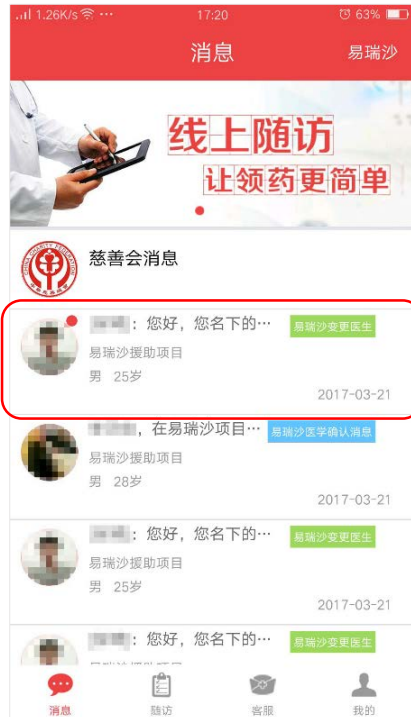 1.26K/s ··· 17:20 63%
消息 易瑞沙
线上随访
让领药更简单
慈善会消息
：您好，您名下的··· 易瑞沙变更医生
易瑞沙援助项目
男 25岁
2017-03-21
，在易瑞沙项目··· 易瑞沙医学确认消息
易瑞沙援助项目
男 28岁
2017-03-21
：您好，您名下的··· 易瑞沙变更医生
易瑞沙援助项目
男 25岁
2017-03-21
：您好，您名下的··· 易瑞沙变更医生
消息 随访 客服 我的